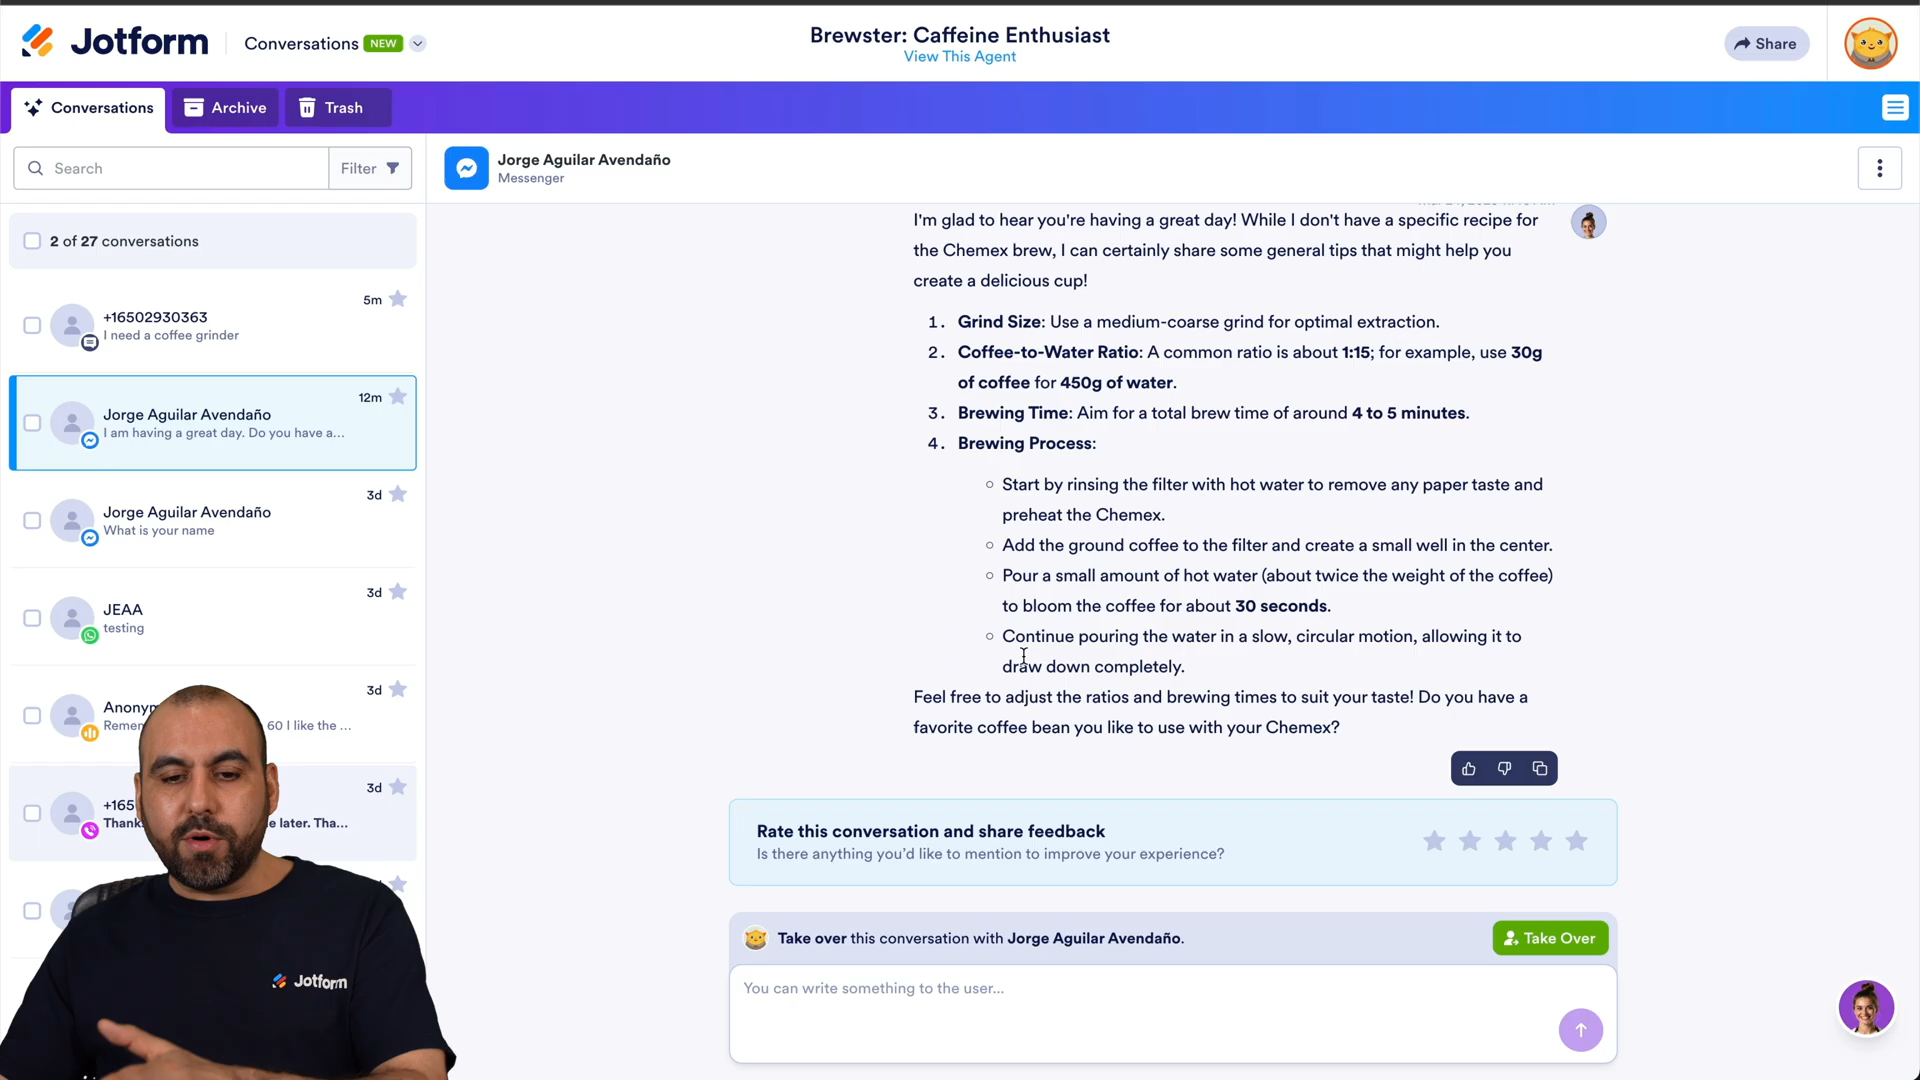 Jotform
Conversations NEW
Brewster: Caffeine Enthusiast
View This Agent
Share
Conversations
Archive
Trash
Search
Filter
Jorge Aguilar Avendaño
Messenger
2 of 27 conversations
5m
+16502930363
I need a coffee grinder
12m
Jorge Aguilar Avendaño
I am having a great day. Do you have a...
3d
Jorge Aguilar Avendaño
What is your name
3d
JEAA
testing
3d
60 I like the ...
3d
+165
later. Tha...
I'm glad to hear you're having a great day! While I don't have a specific recipe for
the Chemex brew, I can certainly share some general tips that might help you
create a delicious cup!
1. Grind Size: Use a medium-coarse grind for optimal extraction.
2. Coffee-to-Water Ratio: A common ratio is about 1:15; for example, use 30g
of coffee for 450g of water.
3. Brewing Time: Aim for a total brew time of around 4 to 5 minutes.
4. Brewing Process:
Start by rinsing the filter with hot water to remove any paper taste and
preheat the Chemex.
Add the ground coffee to the filter and create a small well in the center.
Pour a small amount of hot water (about twice the weight of the coffee)
to bloom the coffee for about 30 seconds.
Continue pouring the water in a slow, circular motion, allowing it to
draw down completely.
Feel free to adjust the ratios and brewing times to suit your taste! Do you have a
favorite coffee bean you like to use with your Chemex?
Rate this conversation and share feedback
Is there anything you'd like to mention to improve your experience?
Take over this conversation with Jorge Aguilar Avendaño.
Take Over
You can write something to the user...
Jotform